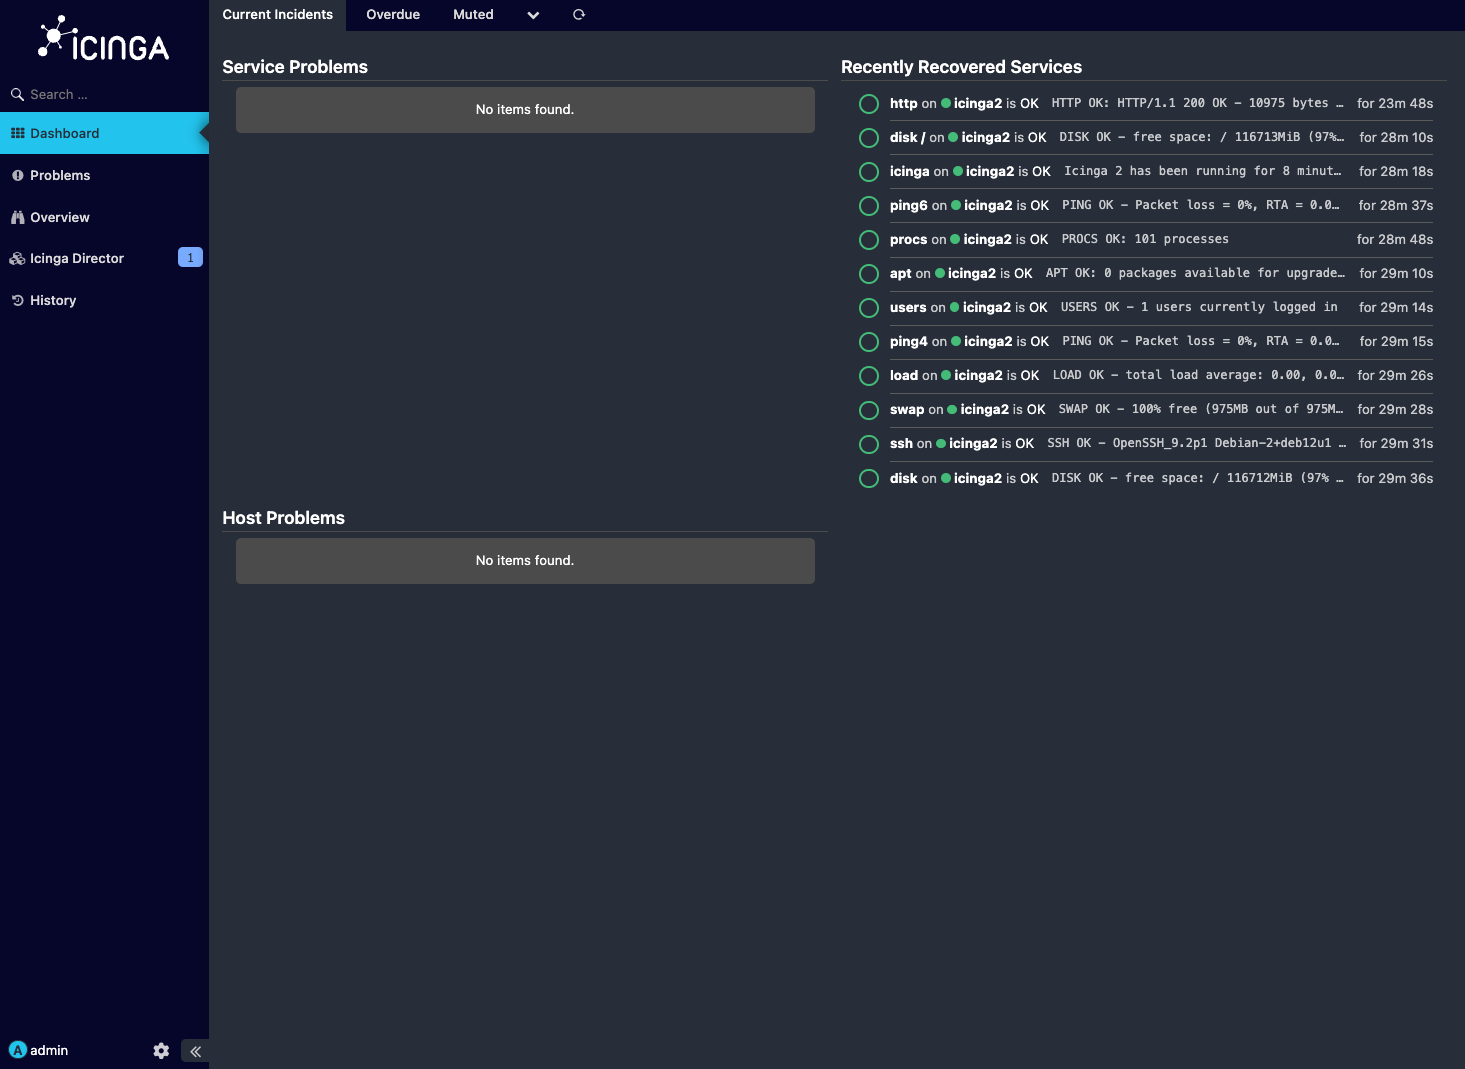 Current Incidents Overdue Muted
ICINGA
Search ...
Dashboard
Problems
Overview
Icinga Director 1
History
Service Problems
No items found.
Host Problems
No items found.
Recently Recovered Services
http on icinga2 is OK HTTP OK: HTTP/1.1 200 OK – 10975 bytes … for 23m 48s
disk / on icinga2 is OK DISK OK – free space: / 116713MiB (97%… for 28m 10s
icinga on icinga2 is OK Icinga 2 has been running for 8 minut… for 28m 18s
ping6 on icinga2 is OK PING OK – Packet loss = 0%, RTA = 0.0… for 28m 37s
procs on icinga2 is OK PROCS OK: 101 processes for 28m 48s
apt on icinga2 is OK APT OK: 0 packages available for upgrade… for 29m 10s
users on icinga2 is OK USERS OK – 1 users currently logged in for 29m 14s
ping4 on icinga2 is OK PING OK – Packet loss = 0%, RTA = 0.0… for 29m 15s
load on icinga2 is OK LOAD OK – total load average: 0.00, 0.0… for 29m 26s
swap on icinga2 is OK SWAP OK – 100% free (975MB out of 975M… for 29m 28s
ssh on icinga2 is OK SSH OK – OpenSSH_9.2p1 Debian-2+deb12u1 … for 29m 31s
disk on icinga2 is OK DISK OK – free space: / 116712MiB (97% … for 29m 36s
A admin